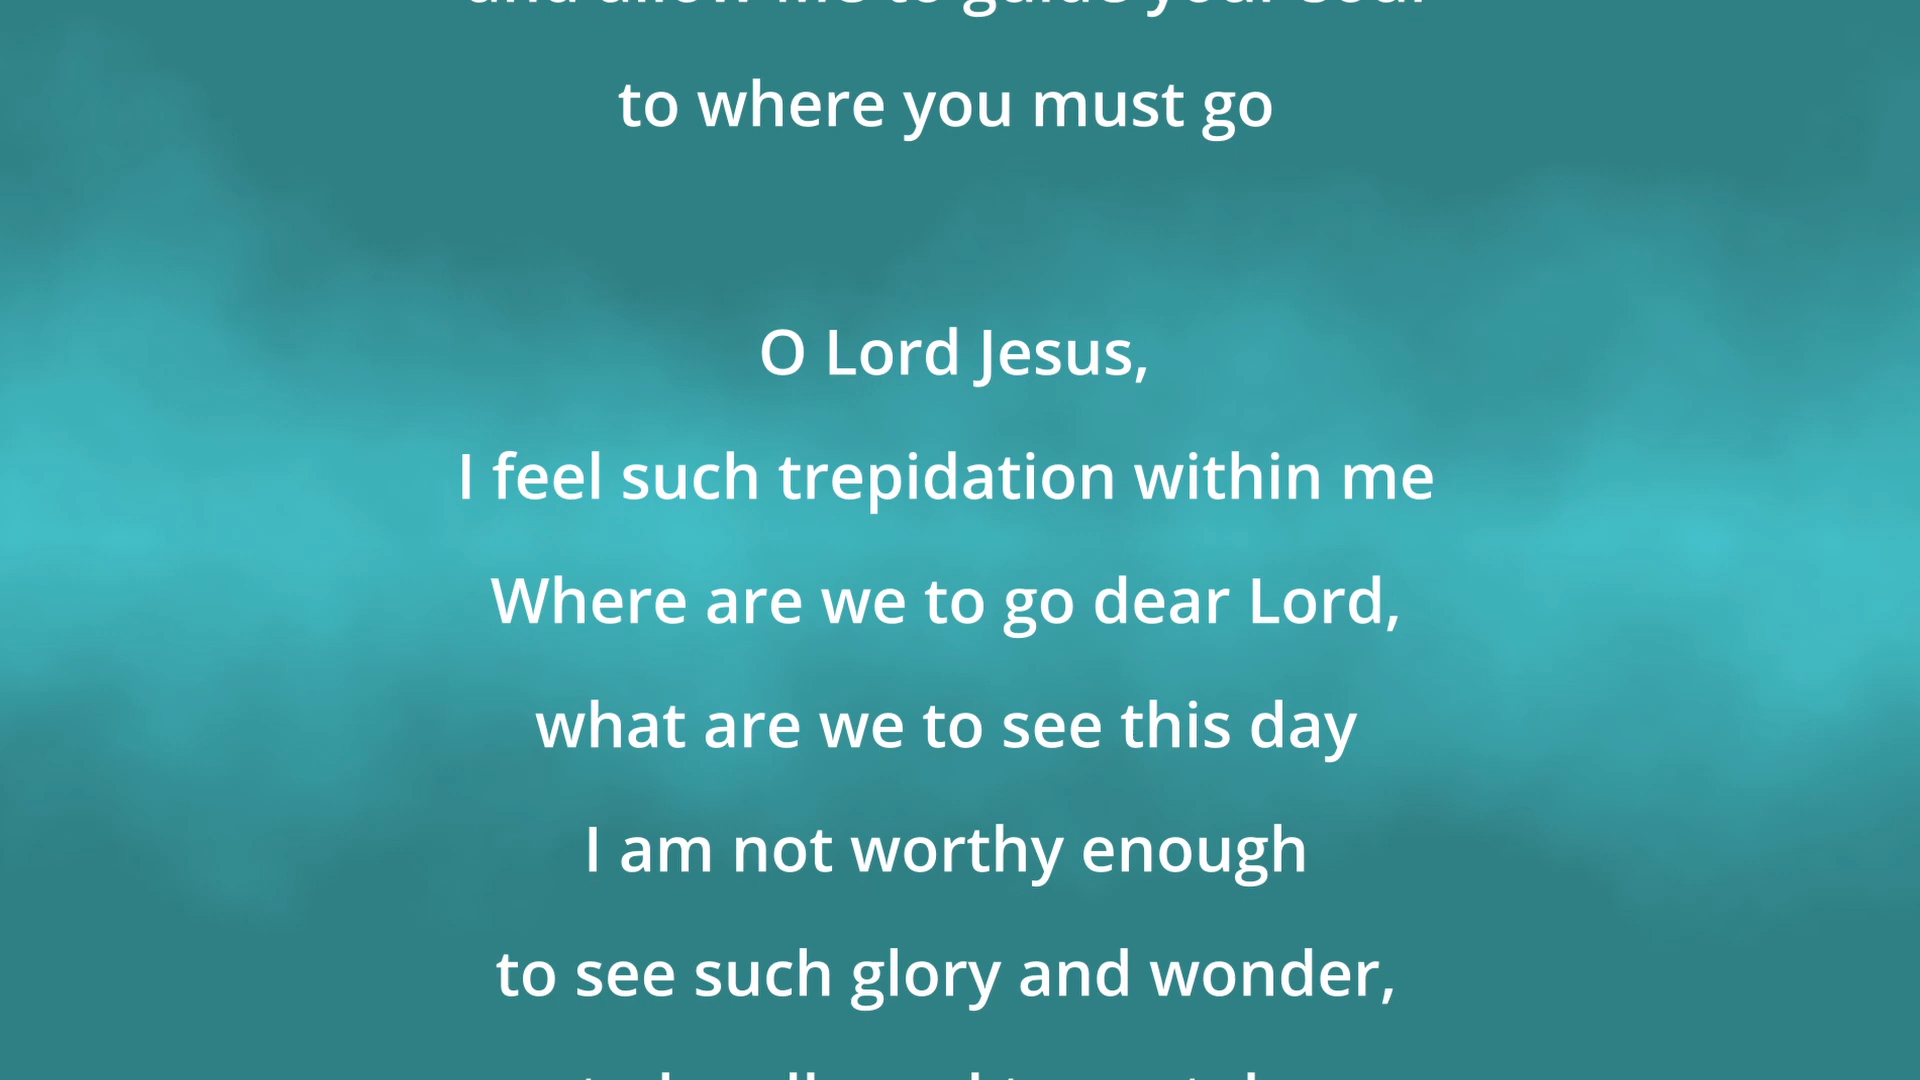 and allow me to guide your soul
to where you must go
O Lord Jesus,
I feel such trepidation within me
Where are we to go dear Lord,
what are we to see this day
I am not worthy enough
to see such glory and wonder,